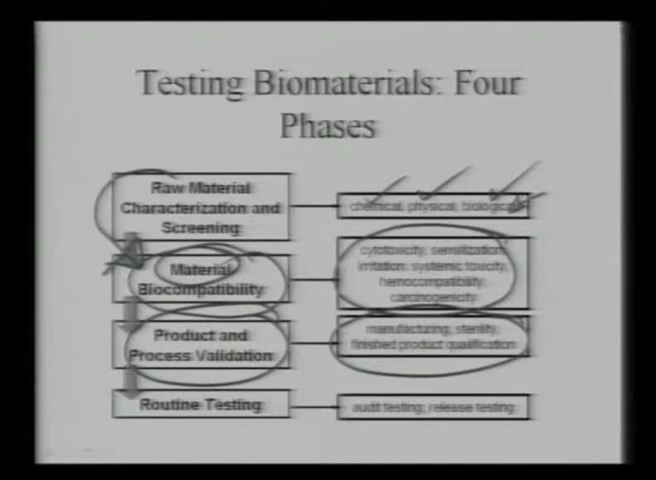 Testing Biomaterials: Four
Phases
Raw Material
Characterization and
Screening
chemical, physical, biological
Material
Biocompatibility
cytotoxicity, sensitization,
irritation, systemic toxicity,
hemocompatibility,
carcinogenicity
Product and
Process Validation
manufacturing, sterility,
finished product qualification
Routine Testing
audit testing, release testing